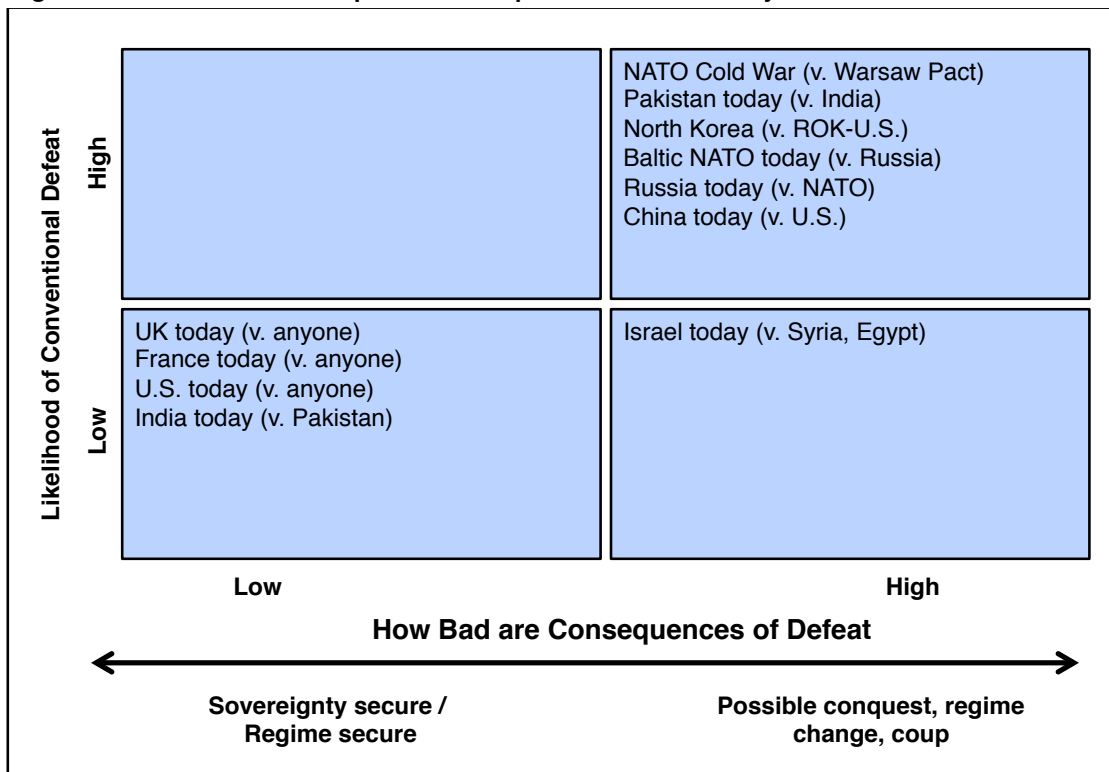 NATO Cold War (v. Warsaw Pact)
Pakistan today (v. India)
North Korea (v. ROK-U.S.)
Baltic NATO today (v. Russia)
Russia today (v. NATO)
China today (v. U.S.)
Likelihood of Conventional Defeat
High
Low
UK today (v. anyone)
France today (v. anyone)
U.S. today (v. anyone)
India today (v. Pakistan)
Israel today (v. Syria, Egypt)
Low
High
How Bad are Consequences of Defeat
Sovereignty secure /
Regime secure
Possible conquest, regime
change, coup